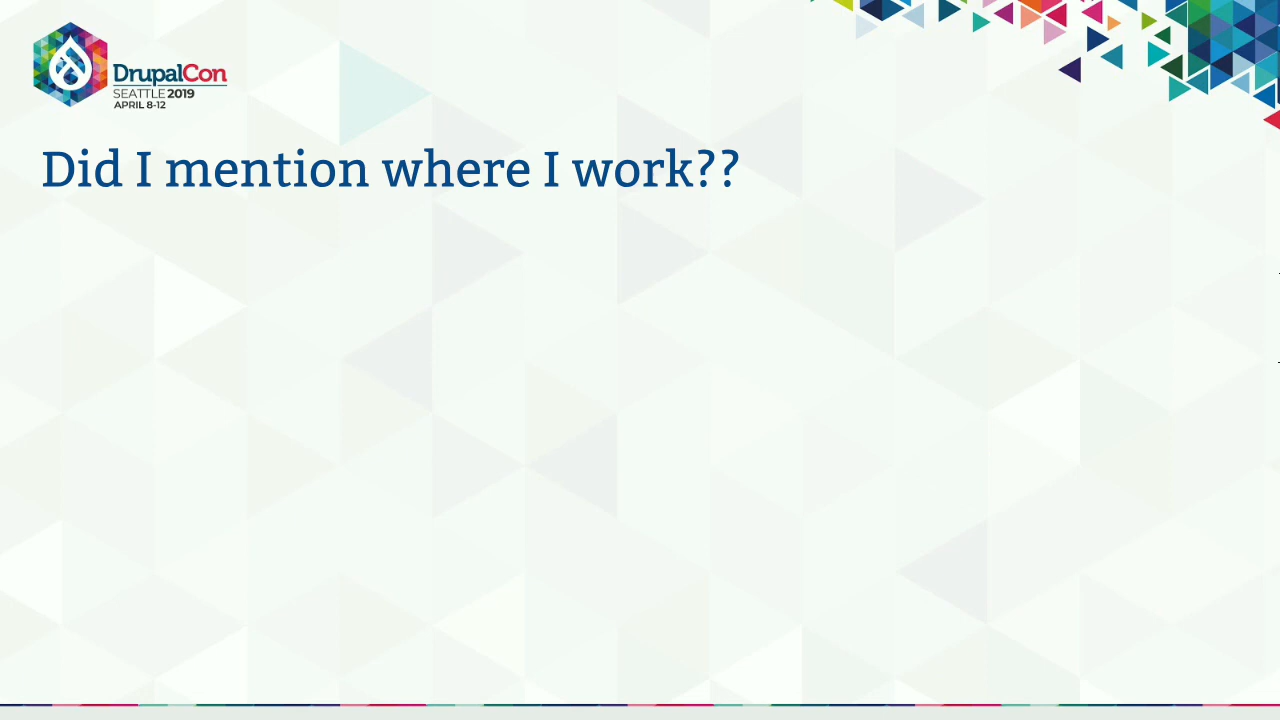 DrupalCon
SEATTLE 2019
APRIL 8-12
Did I mention where I work??